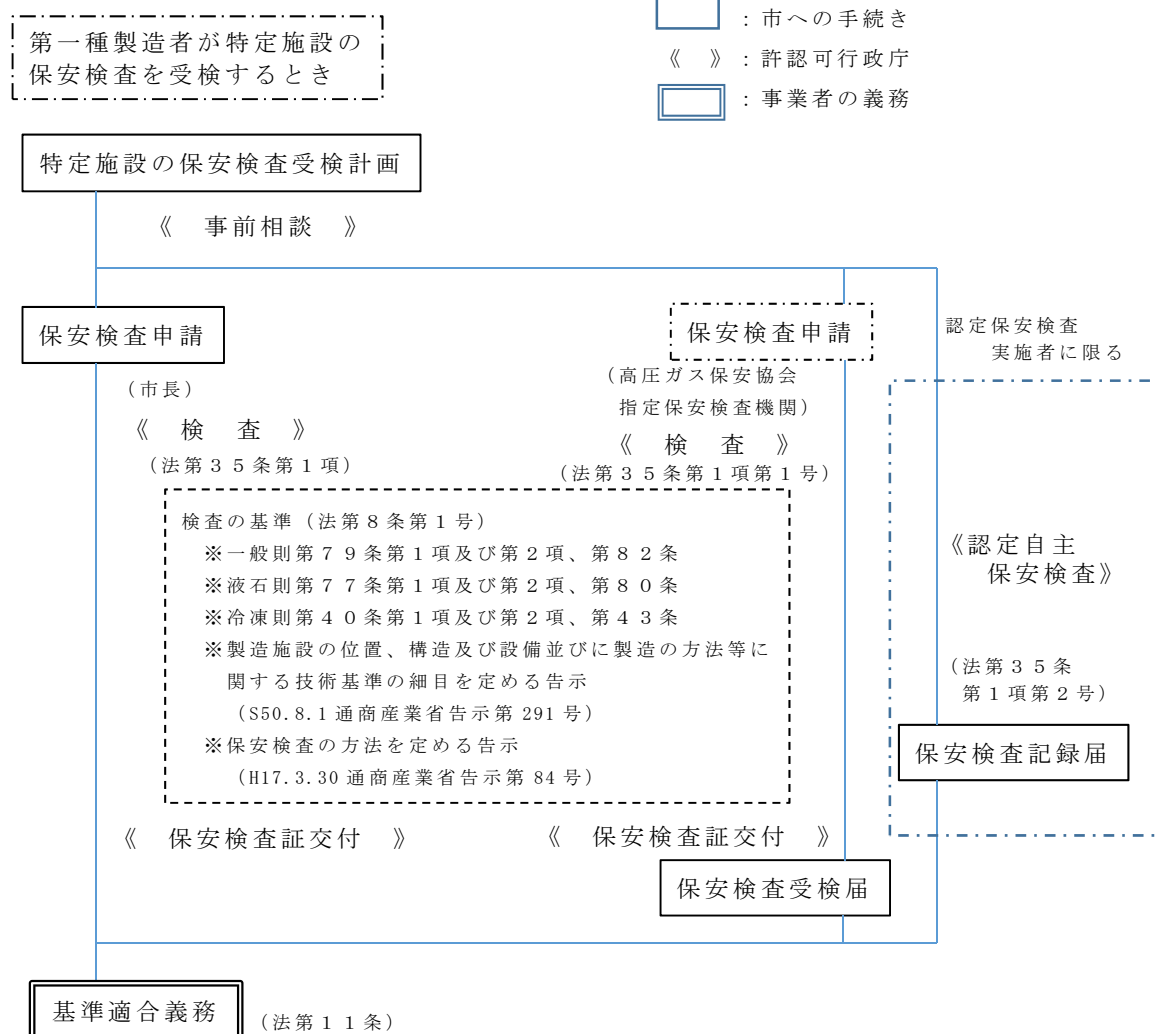 ：市への手続き
第一種製造者が特定施設の
保安検査を受検するとき
《　》：許認可行政庁
：事業者の義務
特定施設の保安検査受検計画
《　事前相談　》
保安検査申請
保安検査申請
認定保安検査
実施者に限る
（市長）
（高圧ガス保安協会
指定保安検査機関）
《　検　査　》
《　検　査　》
（法第３５条第１項）
（法第３５条第１項第１号）
検査の基準（法第８条第１号）
※一般則第７９条第１項及び第２項、第８２条
※液石則第７７条第１項及び第２項、第８０条
※冷凍則第４０条第１項及び第２項、第４３条
※製造施設の位置、構造及び設備並びに製造の方法等に
関する技術基準の細目を定める告示
（S50.8.1 通商産業省告示第 291 号）
※保安検査の方法を定める告示
（H17.3.30 通商産業省告示第 84 号）
《認定自主
保安検査》
（法第３５条
第１項第２号）
保安検査記録届
《　保安検査証交付　》
《　保安検査証交付　》
保安検査受検届
基準適合義務
（法第１１条）